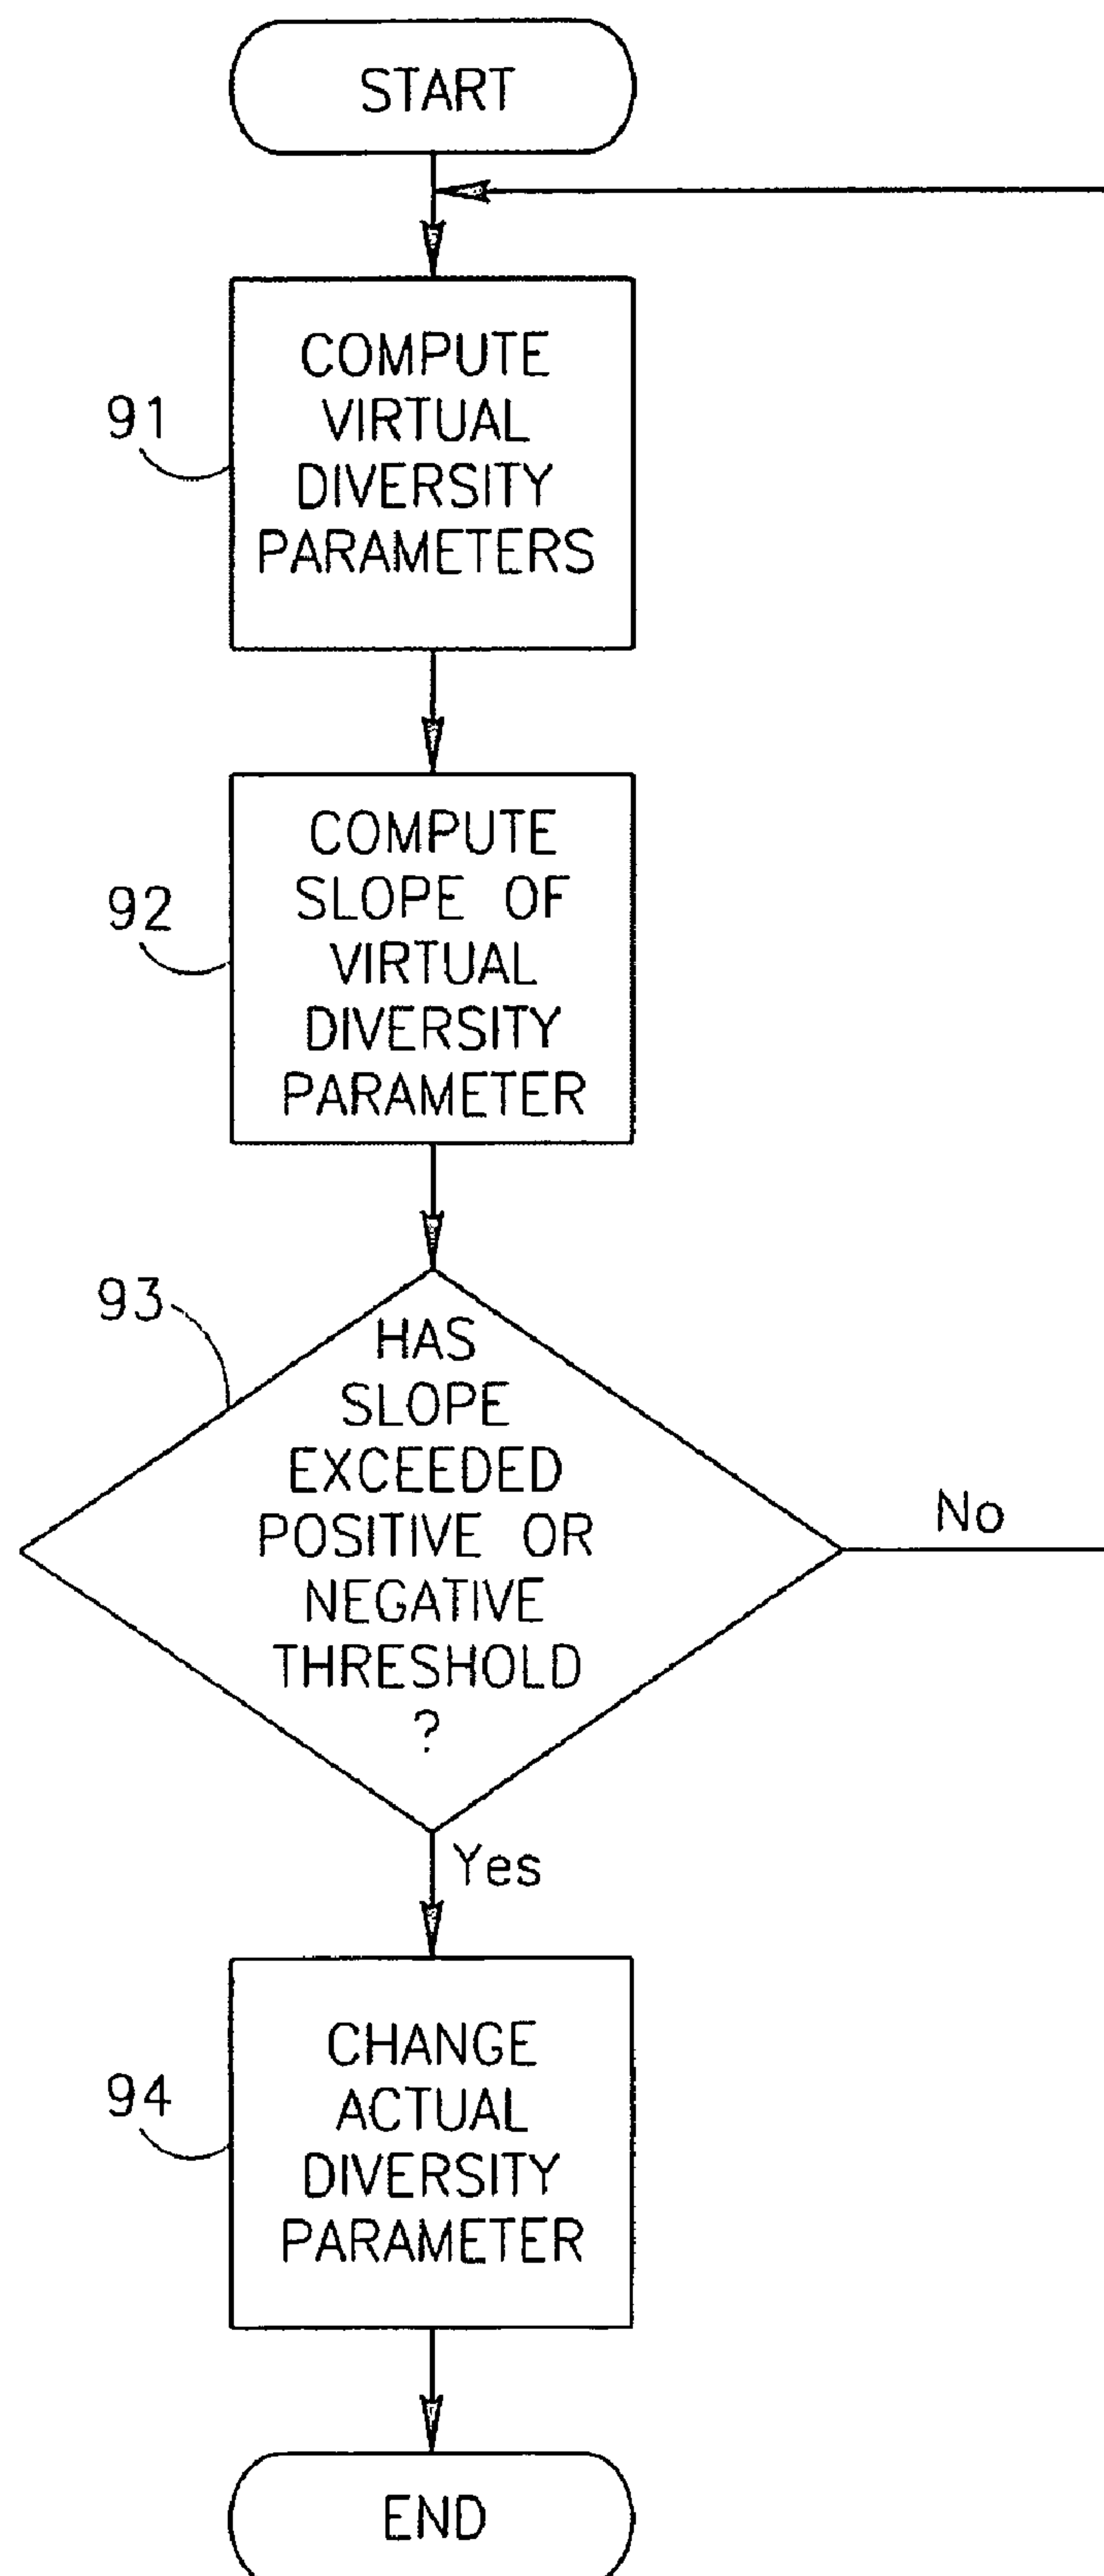 START
COMPUTE
VIRTUAL
DIVERSITY
PARAMETERS
91
COMPUTE
SLOPE OF
VIRTUAL
DIVERSITY
PARAMETER
92
93
HAS
SLOPE
EXCEEDED
POSITIVE OR
NEGATIVE
THRESHOLD
?
No
Yes
CHANGE
ACTUAL
DIVERSITY
PARAMETER
94
END